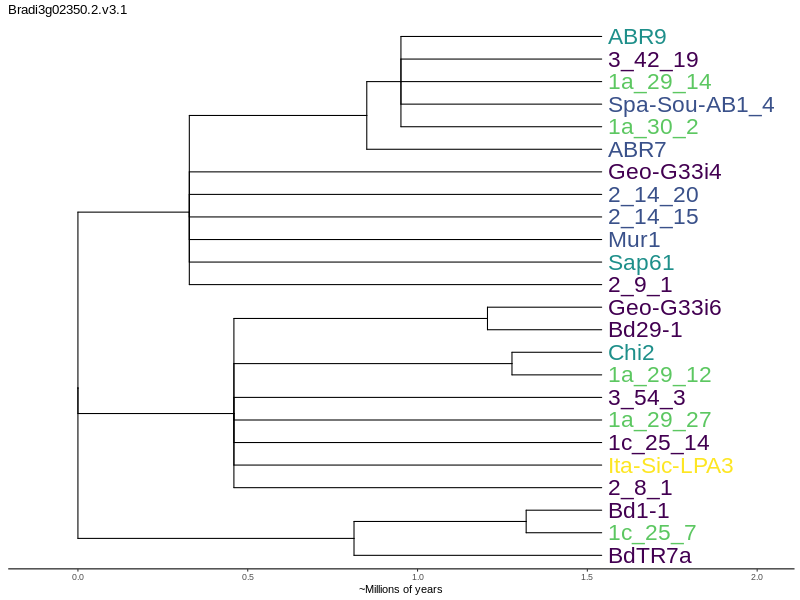 Bradi3g02350.2.v3.1
ABR9
3_42_19
1a_29_14
Spa-Sou-AB1_4
1a_30_2
ABR7
Geo-G33i4
2_14_20
2_14_15
Mur1
Sap61
2_9_1
Geo-G33i6
Bd29-1
Chi2
1a_29_12
3_54_3
1a_29_27
1c_25_14
Ita-Sic-LPA3
2_8_1
Bd1-1
1c_25_7
BdTR7a
0.0 0.5 1.0 1.5 2.0
~Millions of years